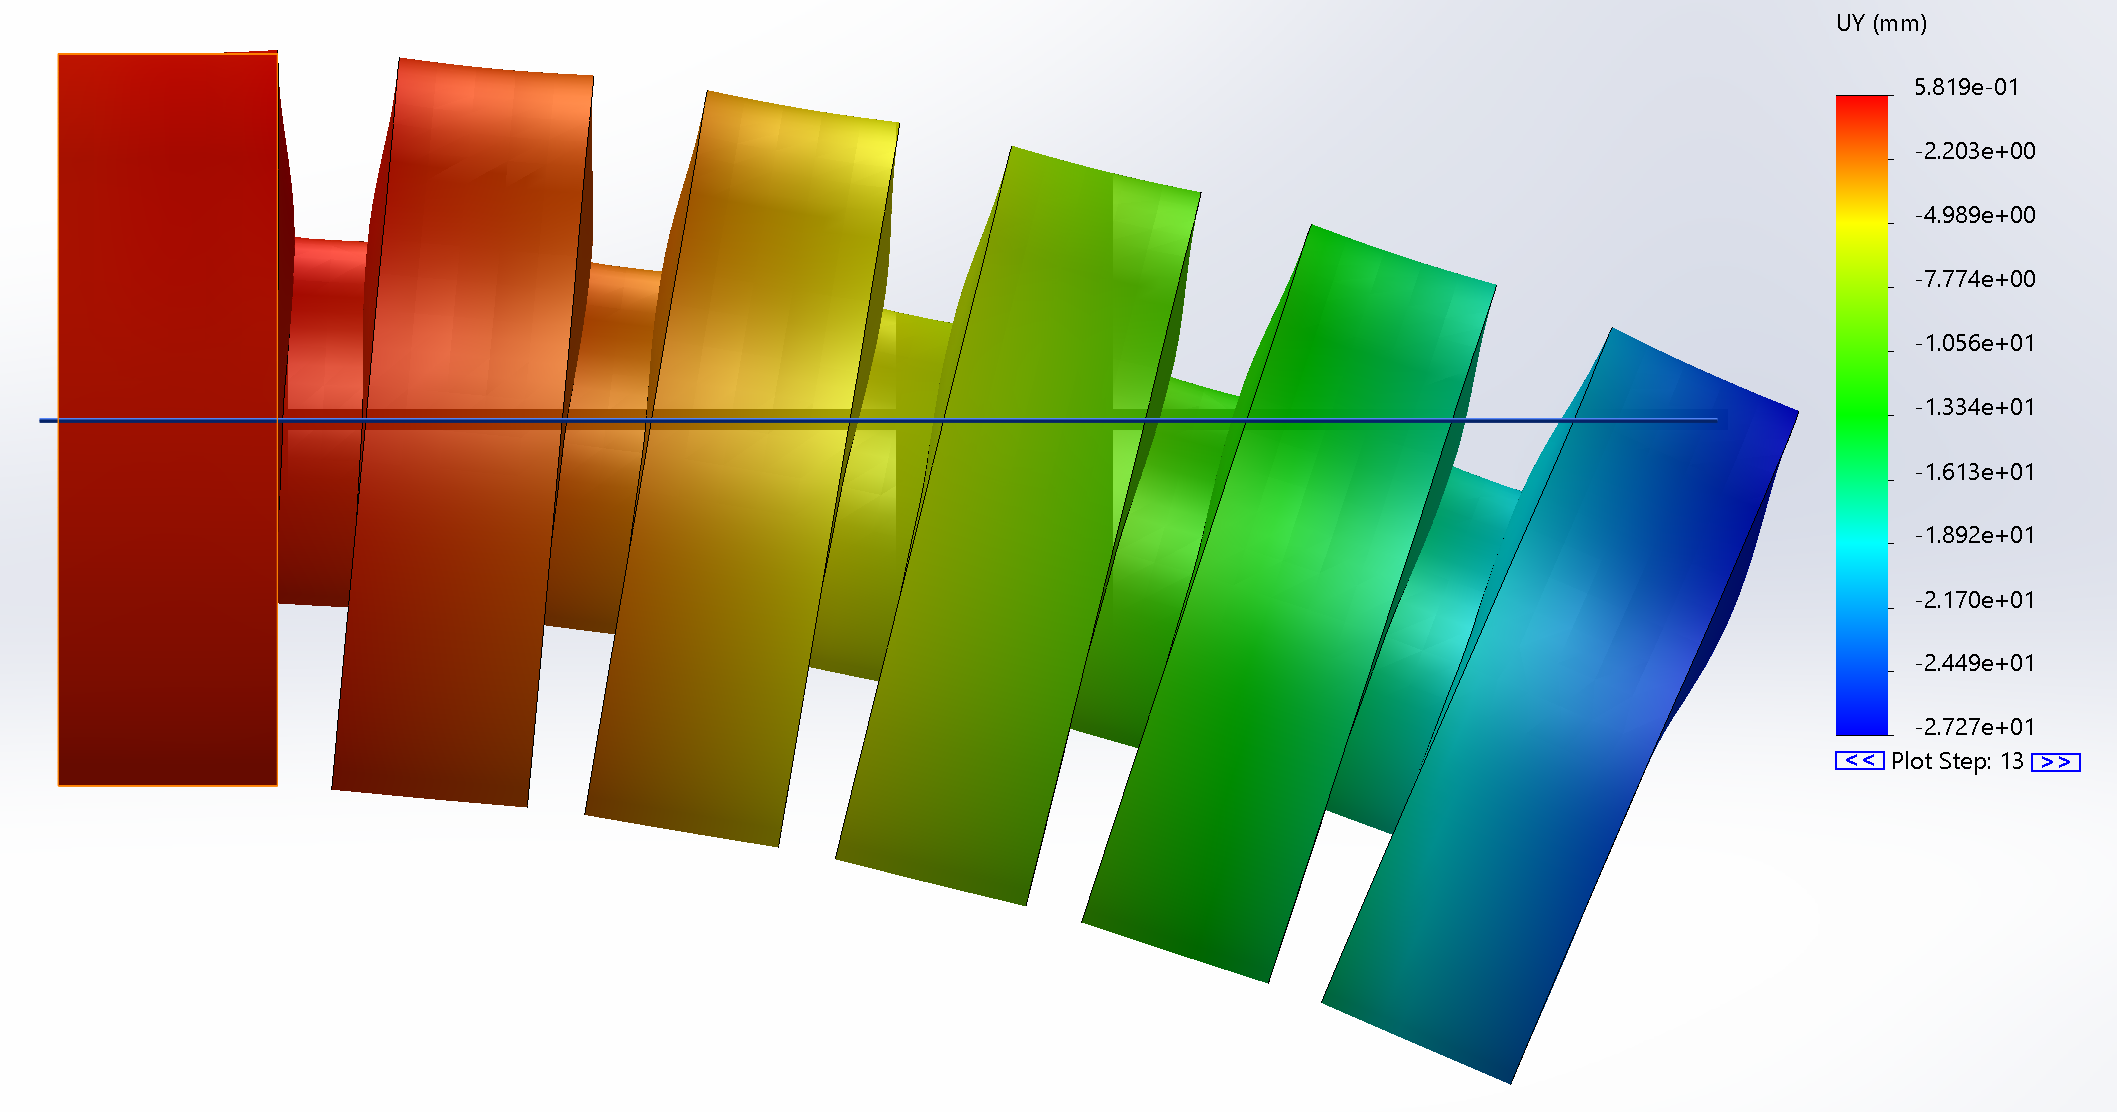 UY (mm)
5.819e-01
-2.203e+00
-4.989e+00
-7.774e+00
-1.056e+01
-1.334e+01
-1.613e+01
-1.892e+01
-2.170e+01
-2.449e+01
-2.727e+01
<< Plot Step: 13 >>